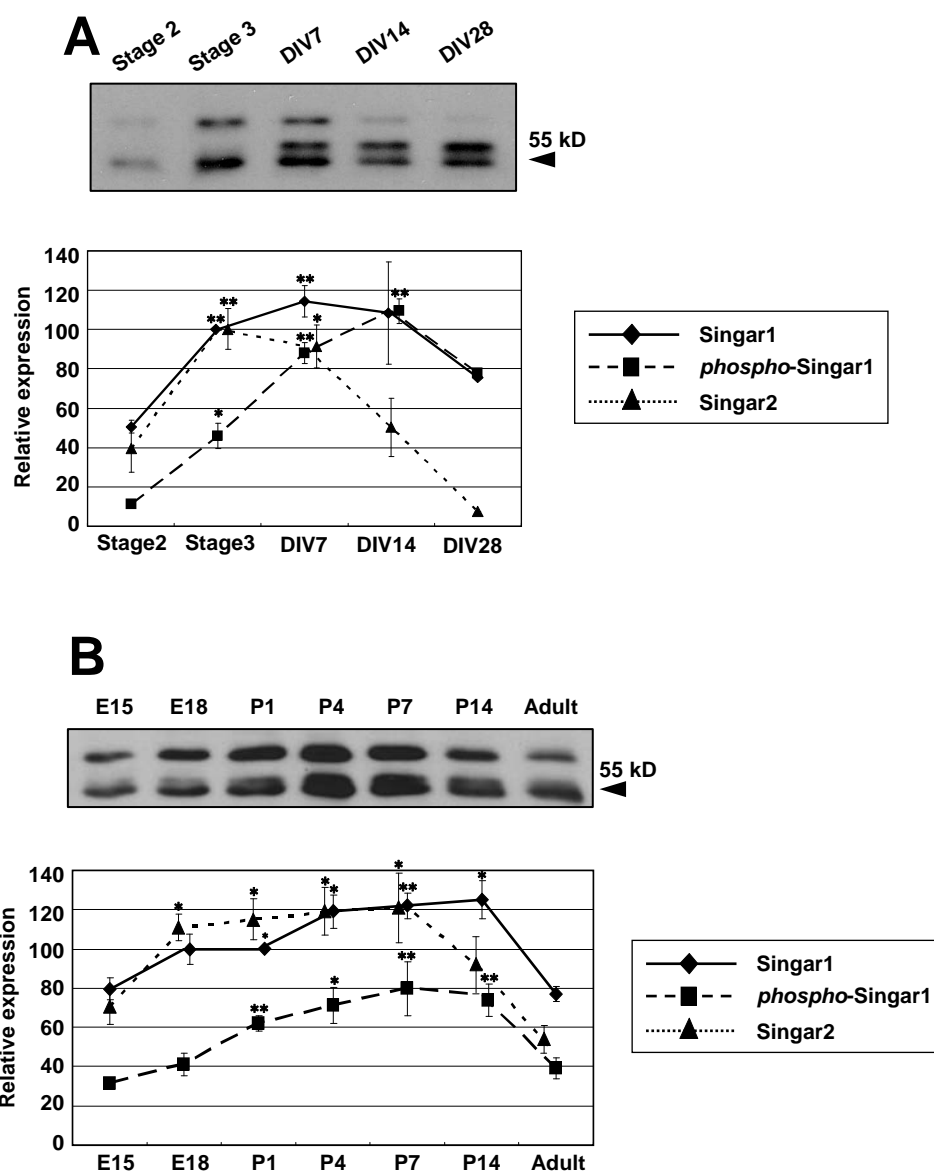 A
Stage 2 Stage 3 DIV7 DIV14 DIV28
55 kD
140
120
100
80
60
40
20
0
Relative expression
** ** ** ** * * **
Stage2 Stage3 DIV7 DIV14 DIV28
Singar1
phospho-Singar1
Singar2
B
E15 E18 P1 P4 P7 P14 Adult
55 kD
140
120
100
80
60
40
20
0
Relative expression
* * * * * * ** * ** * ** **
E15 E18 P1 P4 P7 P14 Adult
Singar1
phospho-Singar1
Singar2